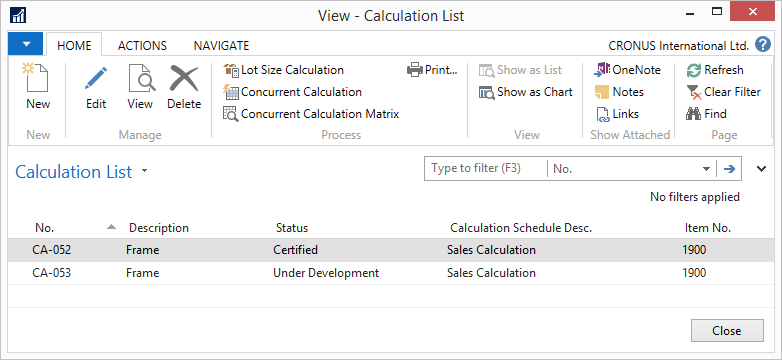 View - Calculation List
HOME ACTIONS NAVIGATE CRONUS International Ltd. ?
New Edit View Delete
Lot Size Calculation Print...
Concurrent Calculation
Concurrent Calculation Matrix
Show as List
Show as Chart
OneNote
Notes
Links
Refresh
Clear Filter
Find
New Manage Process View Show Attached Page
Calculation List
Type to filter (F3) No.
No filters applied
No. Description Status Calculation Schedule Desc. Item No.
CA-052 Frame Certified Sales Calculation 1900
CA-053 Frame Under Development Sales Calculation 1900
Close